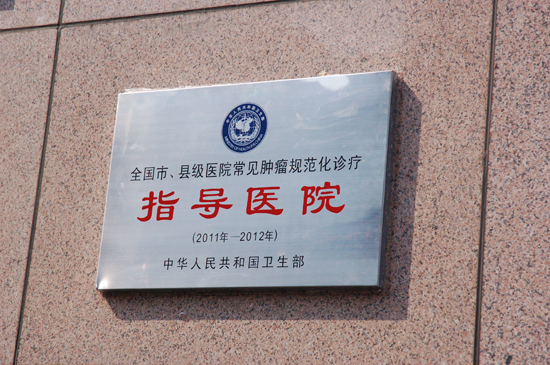 全国市、县级医院常见肿瘤规范化诊疗
指导医院
(2011年—2012年)
中华人民共和国卫生部